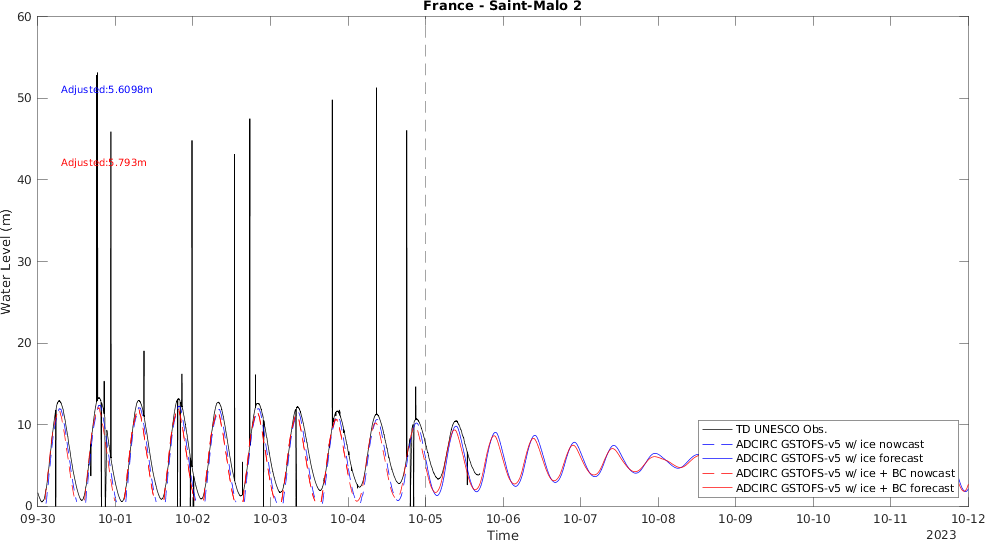 France - Saint-Malo 2
60
50
40
30
20
10
0
Water Level (m)
Adjusted:5.6098m
Adjusted:5.793m
TD UNESCO Obs.
ADCIRC GSTOFS-v5 w/ ice nowcast
ADCIRC GSTOFS-v5 w/ ice forecast
ADCIRC GSTOFS-v5 w/ ice + BC nowcast
ADCIRC GSTOFS-v5 w/ ice + BC forecast
09-30 10-01 10-02 10-03 10-04 10-05 10-06 10-07 10-08 10-09 10-10 10-11 10-12
Time
2023